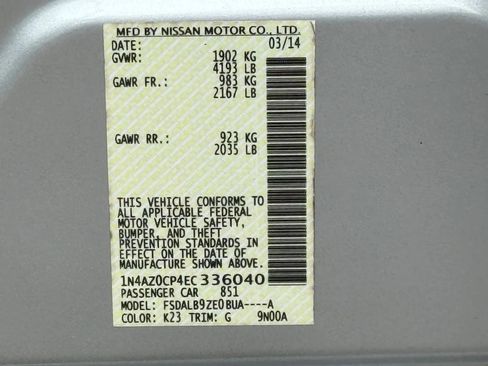 MFD BY NISSAN MOTOR CO., LTD.
DATE: 03/14
GVWR: 1902 KG
4193 LB
GAWR FR.: 983 KG
2167 LB
GAWR RR.: 923 KG
2035 LB
THIS VEHICLE CONFORMS TO
ALL APPLICABLE FEDERAL
MOTOR VEHICLE SAFETY,
BUMPER, AND THEFT
PREVENTION STANDARDS IN
EFFECT ON THE DATE OF
MANUFACTURE SHOWN ABOVE.
1N4AZ0CP4EC336040
PASSENGER CAR 851
MODEL: FSDALB9ZE0BUA----A
COLOR: K23 TRIM: G 9N00A